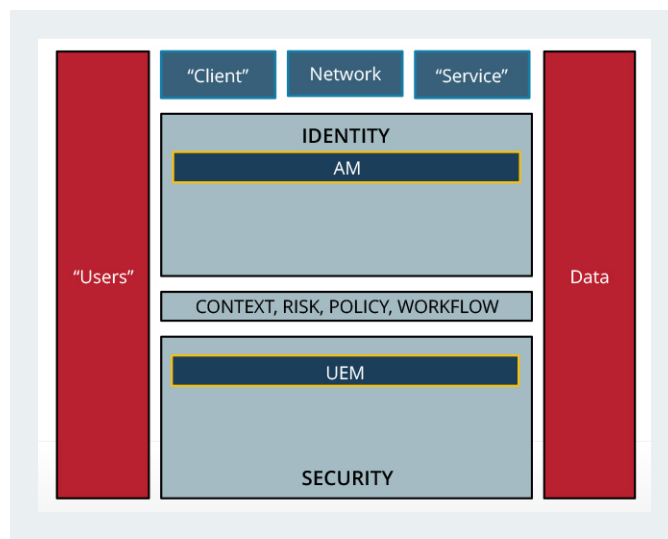 “Client”
Network
“Service”
IDENTITY
AM
“Users”
Data
CONTEXT, RISK, POLICY, WORKFLOW
UEM
SECURITY